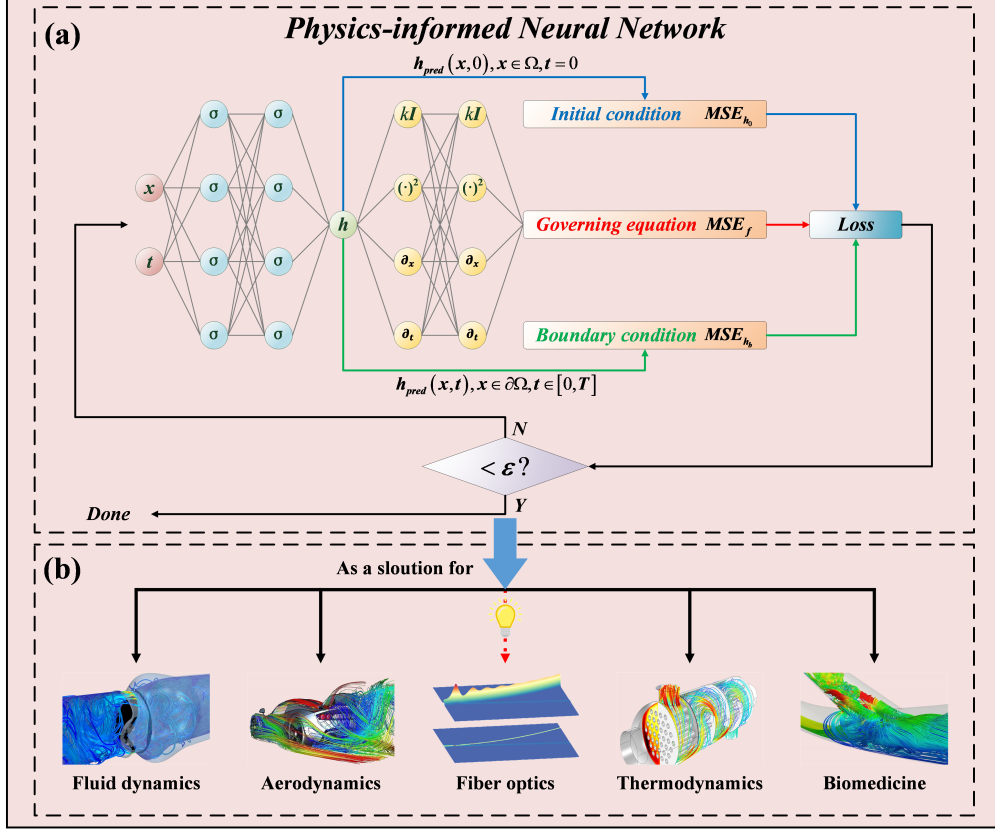 (a)
Physics-informed Neural Network
h_pred(x,0), x∈Ω, t=0
σ σ kI kI Initial condition MSE_h₀
x σ σ (·)² (·)²
h Governing equation MSE_f Loss
t σ σ ∂ₓ ∂ₓ
σ σ ∂ₜ ∂ₜ Boundary condition MSE_h_b
h_pred(x,t), x∈∂Ω, t∈[0,T]
N
< ε?
Y
Done
(b)
As a sloution for
Fluid dynamics Aerodynamics Fiber optics Thermodynamics Biomedicine